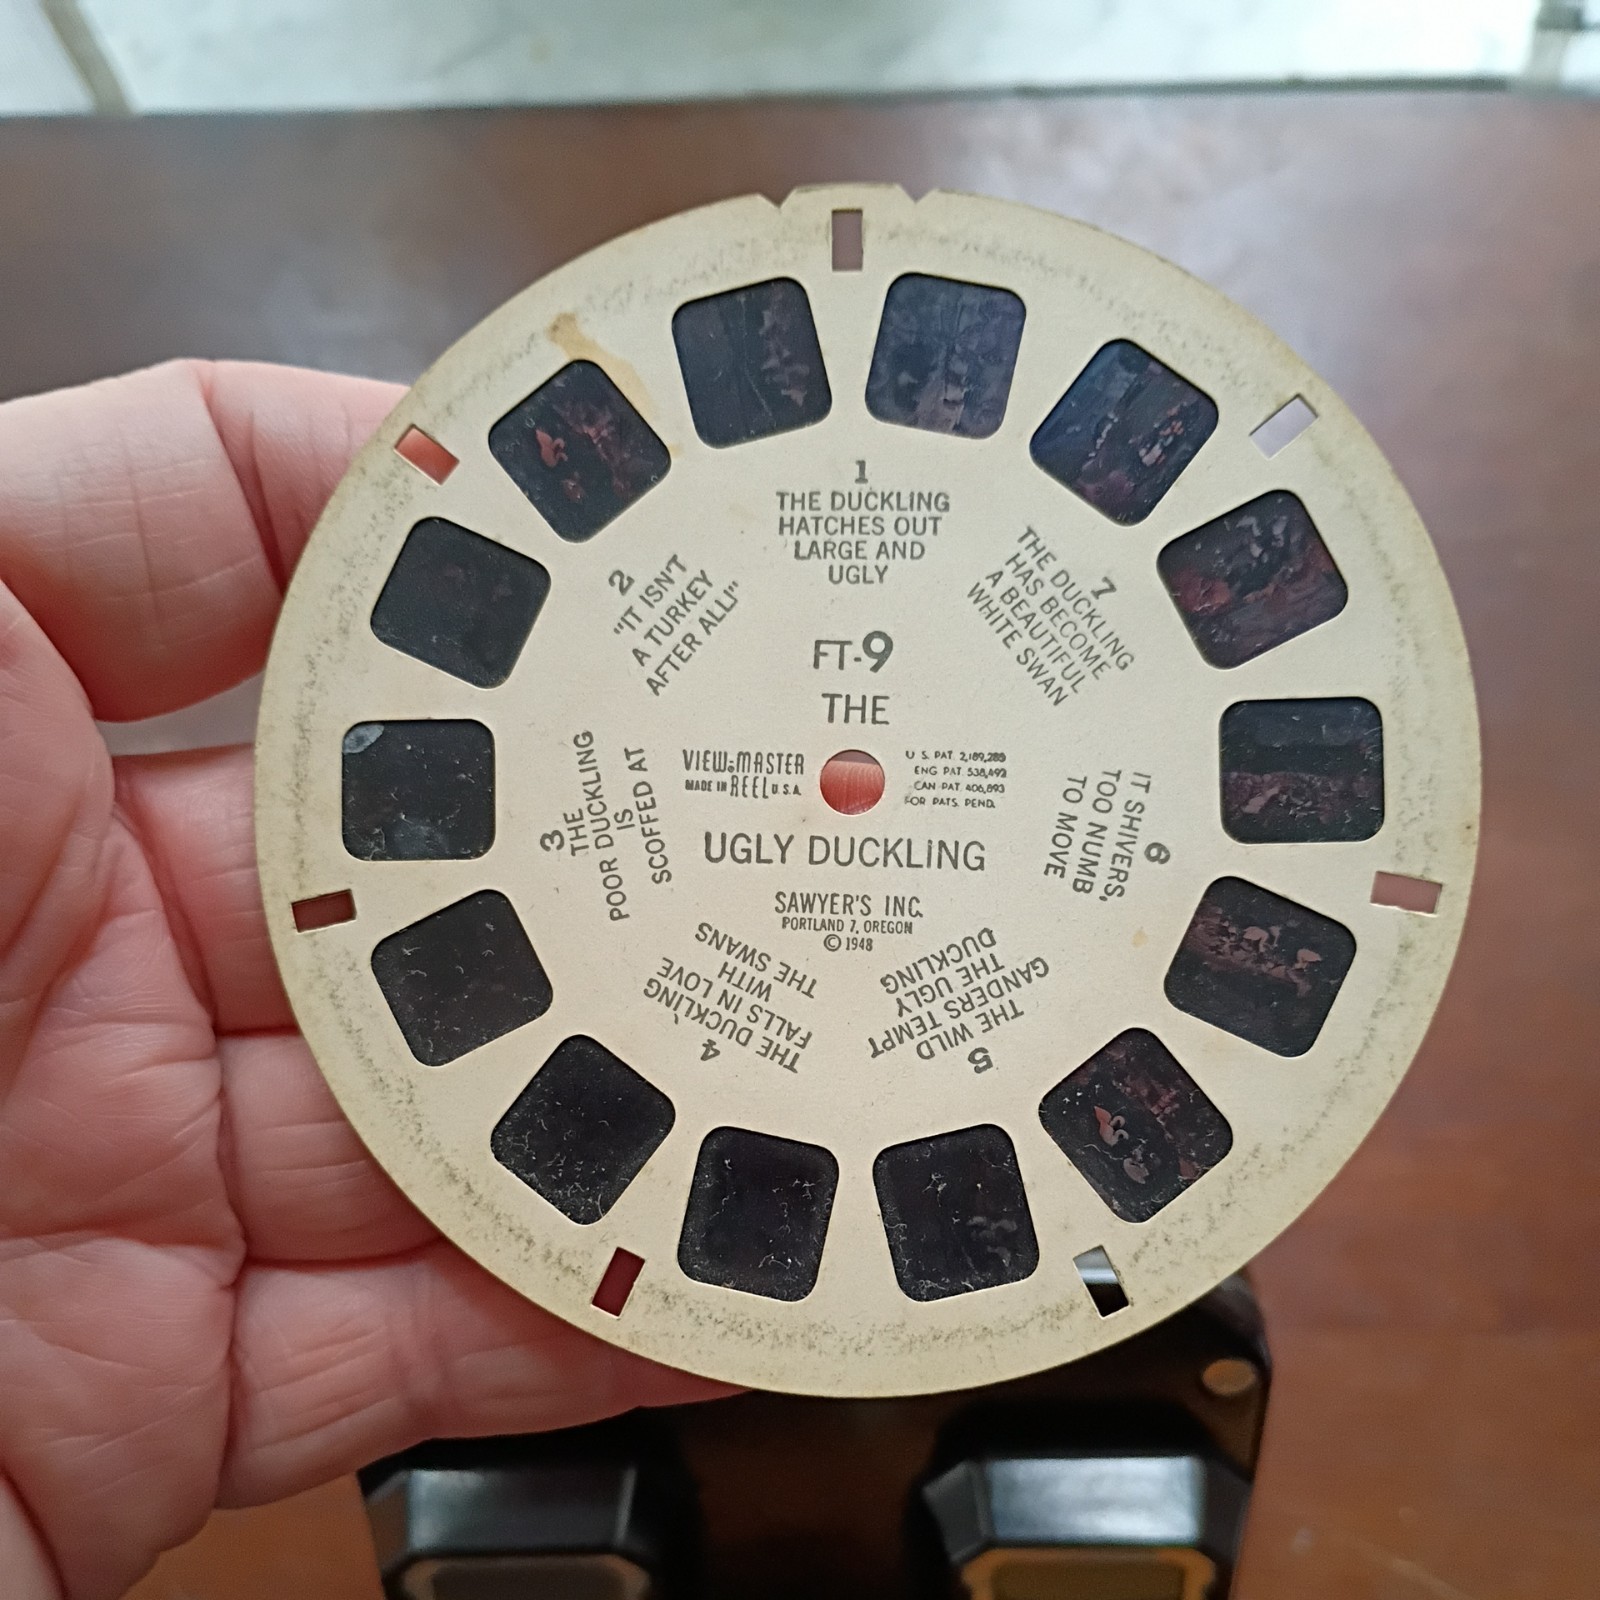 1
THE DUCKLING
HATCHES OUT
LARGE AND
UGLY
2
"IT ISN'T
A TURKEY
AFTER ALL!"
3
THE
POOR DUCKLING
IS
SCOFFED AT
4
THE DUCKLING
FALLS IN LOVE
WITH
THE SWANS
5
THE WILD
GANDERS TEMPT
THE UGLY
DUCKLING
6
IT SHIVERS,
TOO NUMB
TO MOVE
7
THE DUCKLING
HAS BECOME
A BEAUTIFUL
WHITE SWAN
FT-9
THE
VIEW-MASTER
MADE IN REEL U.S.A.
U S. PAT. 2,189,285
ENG PAT. 538,492
CAN PAT. 406,893
FOR PATS. PEND.
UGLY DUCKLING
SAWYER'S INC.
PORTLAND 7, OREGON
© 1948